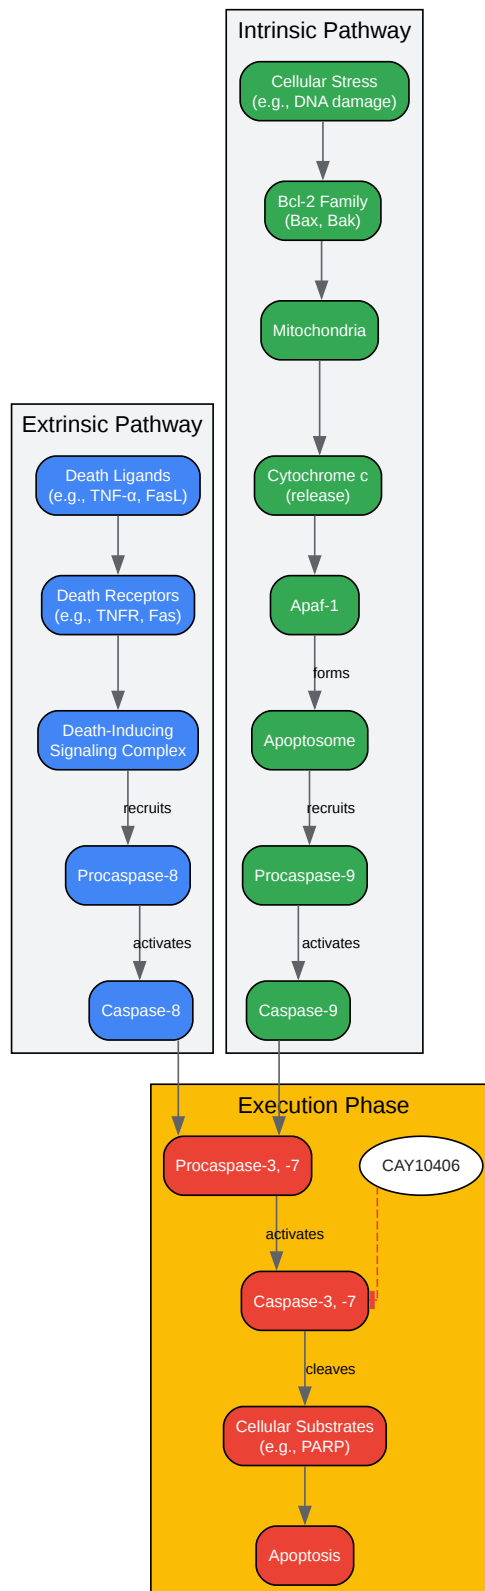 Intrinsic Pathway
Cellular Stress
(e.g., DNA damage)
Bcl-2 Family
(Bax, Bak)
Mitochondria
Cytochrome c
(release)
Apaf-1
forms
Apoptosome
recruits
Procaspase-9
activates
Caspase-9
Extrinsic Pathway
Death Ligands
(e.g., TNF-α, FasL)
Death Receptors
(e.g., TNFR, Fas)
Death-Inducing
Signaling Complex
recruits
Procaspase-8
activates
Caspase-8
Execution Phase
Procaspase-3, -7
CAY10406
activates
Caspase-3, -7
cleaves
Cellular Substrates
(e.g., PARP)
Apoptosis